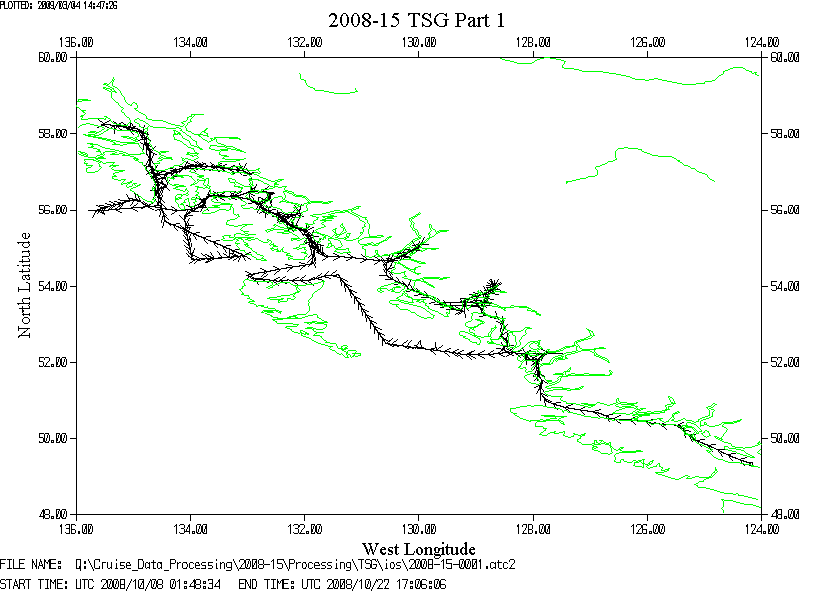 PLOTTED: 2009/03/04 14:47:26
2008-15 TSG Part 1
136.00 134.00 132.00 130.00 128.00 126.00 124.00
60.00 60.00
58.00 58.00
56.00 56.00
54.00 54.00
52.00 52.00
50.00 50.00
48.00 48.00
North Latitude
136.00 134.00 132.00 130.00 128.00 126.00 124.00
West Longitude
FILE NAME: Q:\Cruise_Data_Processing\2008-15\Processing\TSG\ios\2008-15-0001.atc2
START TIME: UTC 2008/10/08 01:48:34 END TIME: UTC 2008/10/22 17:06:06